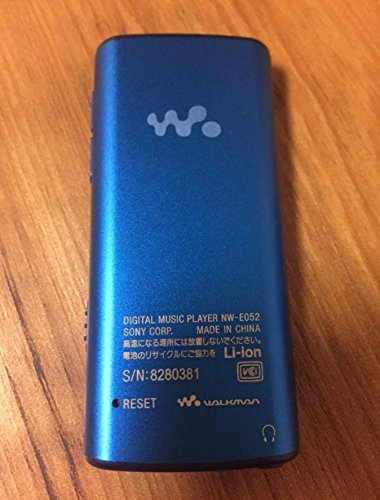 DIGITAL MUSIC PLAYER NW-E052
SONY CORP. MADE IN CHINA
高温になる場所には放置しないでください。
電池のリサイクルにご協力を Li-ion
S/N:8280381 VCI
RESET WALKMAN